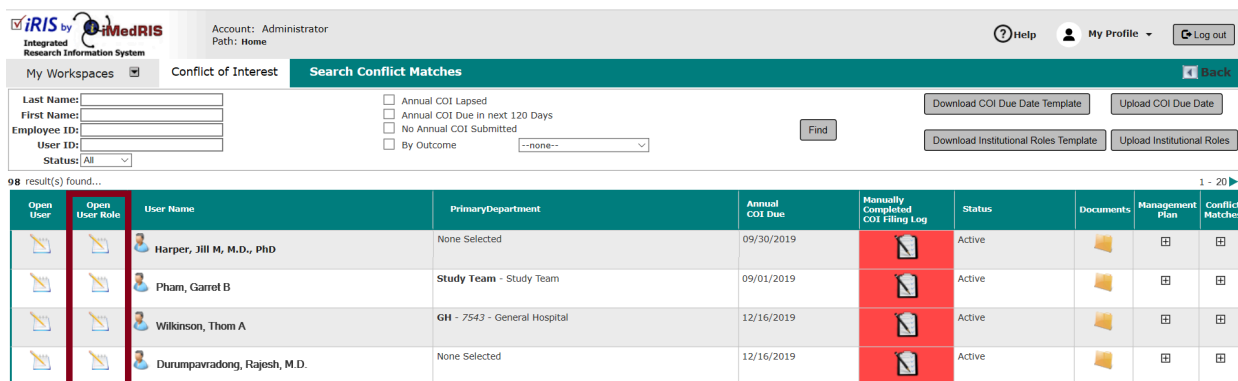 iRIS by iMedRIS
Integrated
Research Information System
Account: Administrator
Path: Home
Help
My Profile
Log out
My Workspaces
Conflict of Interest
Search Conflict Matches
Back
Last Name:
First Name:
Employee ID:
User ID:
Status: All
Annual COI Lapsed
Annual COI Due in next 120 Days
No Annual COI Submitted
By Outcome --none--
Find
Download COI Due Date Template
Upload COI Due Date
Download Institutional Roles Template
Upload Institutional Roles
98 result(s) found...
1 - 20
Open User
Open User Role
User Name
PrimaryDepartment
Annual COI Due
Manually Completed COI Filing Log
Status
Documents
Management Plan
Conflict Matches
Harper, Jill M, M.D., PhD None Selected 09/30/2019 Active
Pham, Garret B Study Team - Study Team 09/01/2019 Active
Wilkinson, Thom A GH - 7543 - General Hospital 12/16/2019 Active
Durumpavradong, Rajesh, M.D. None Selected 12/16/2019 Active